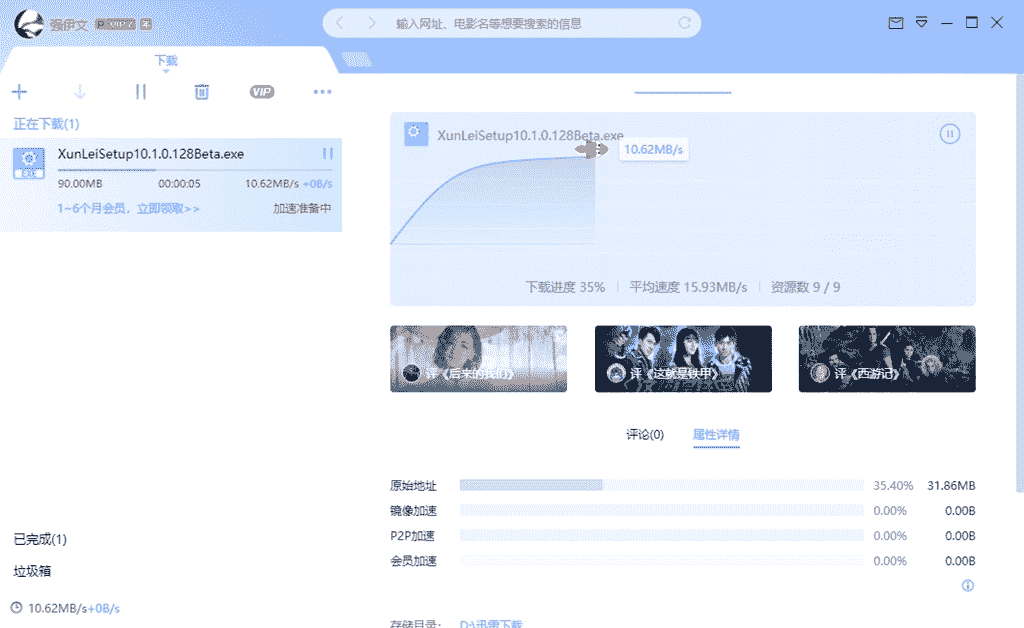 强伊文
输入网址、电影名等想要搜索的信息
下载
VIP
正在下载(1)
XunLeiSetup10.1.0.128Beta.exe
EXE
90.00MB 00:00:05 10.62MB/s +0B/s
1~6个月会员，立即领取>> 加速准备中
已完成(1)
垃圾箱
10.62MB/s+0B/s
XunLeiSetup10.1.0.128Beta.exe
10.62MB/s
下载进度 35% 平均速度 15.93MB/s 资源数 9 / 9
评《后来的我们》 评《这就是铁甲》 评《西游记》
评论(0) 属性详情
原始地址 35.40% 31.86MB
镜像加速 0.00% 0.00B
P2P加速 0.00% 0.00B
会员加速 0.00% 0.00B
存储目录: D:\迅雷下载